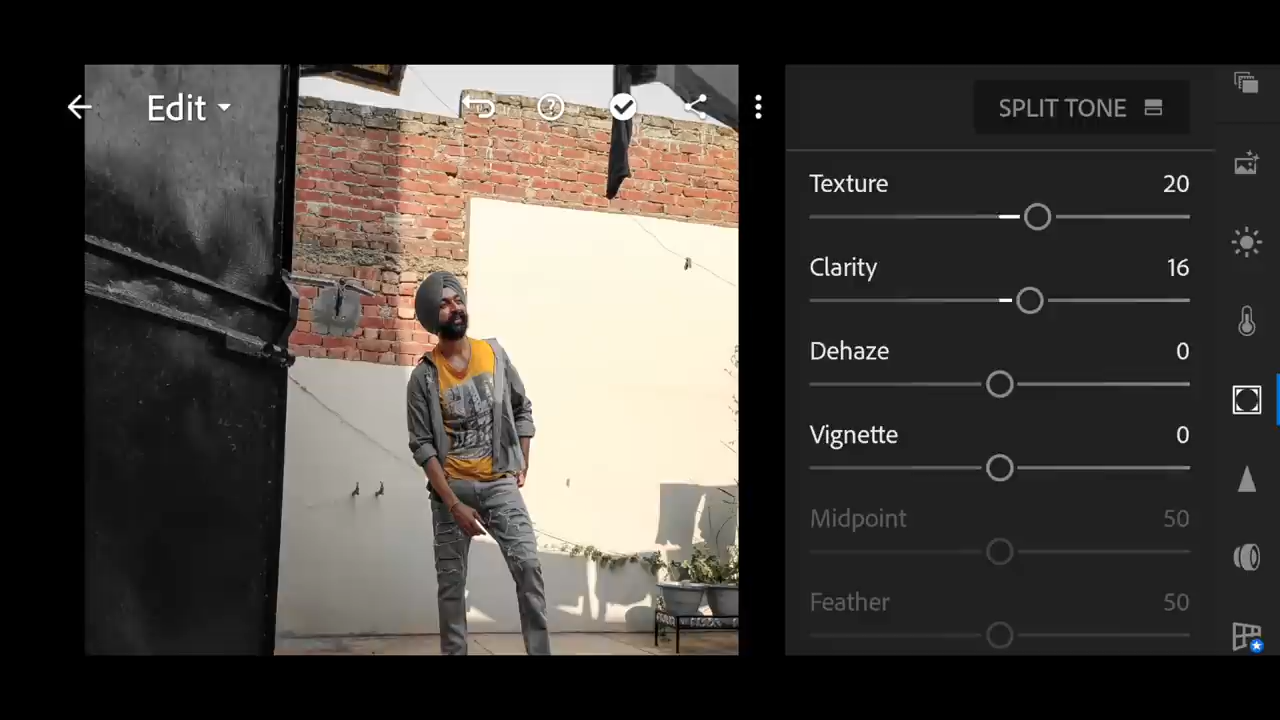 Edit
SPLIT TONE
Texture 20
Clarity 16
Dehaze 0
Vignette 0
Midpoint 50
Feather 50